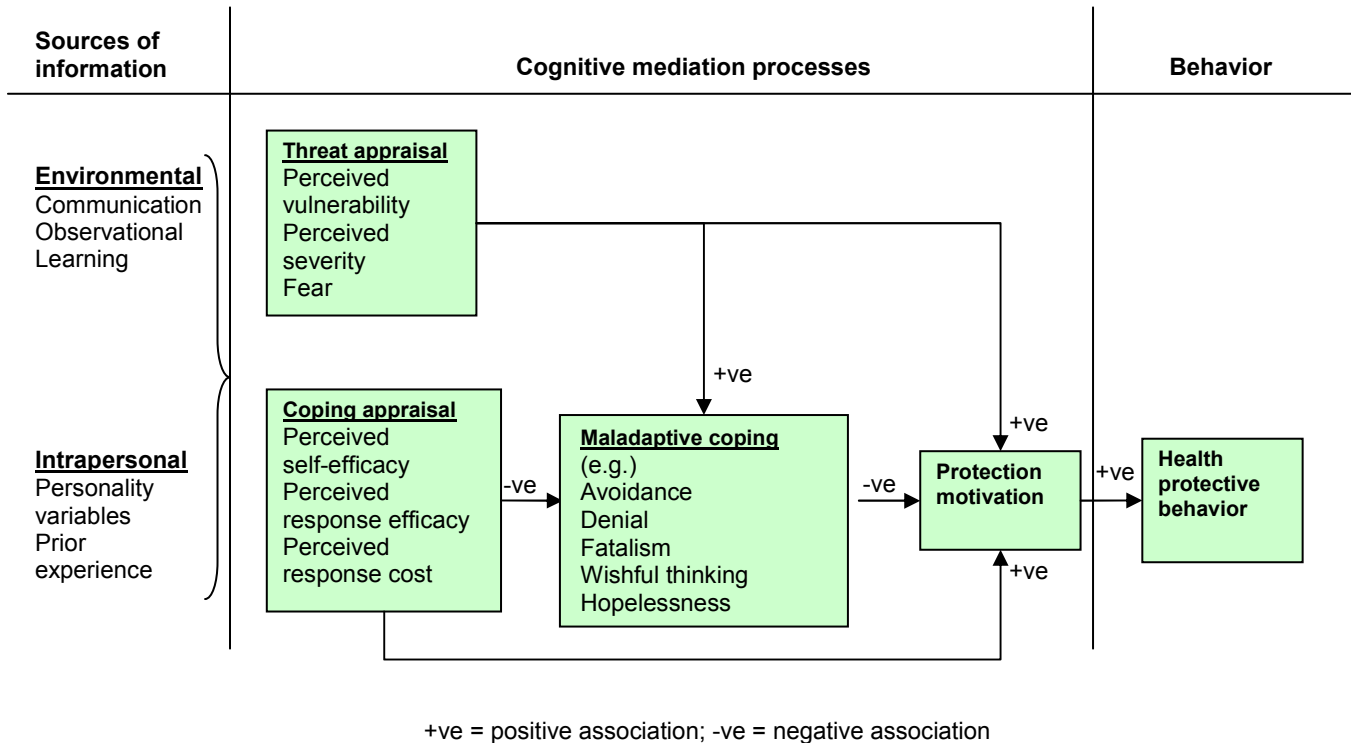 Sources of
information
Cognitive mediation processes
Behavior
Environmental
Communication
Observational
Learning
Intrapersonal
Personality
variables
Prior
experience
Threat appraisal
Perceived
vulnerability
Perceived
severity
Fear
+ve
+ve
Coping appraisal
Perceived
self-efficacy
Perceived
response efficacy
Perceived
response cost
-ve
Maladaptive coping
(e.g.)
Avoidance
Denial
Fatalism
Wishful thinking
Hopelessness
-ve
Protection
motivation
+ve
+ve
Health
protective
behavior
+ve = positive association; -ve = negative association